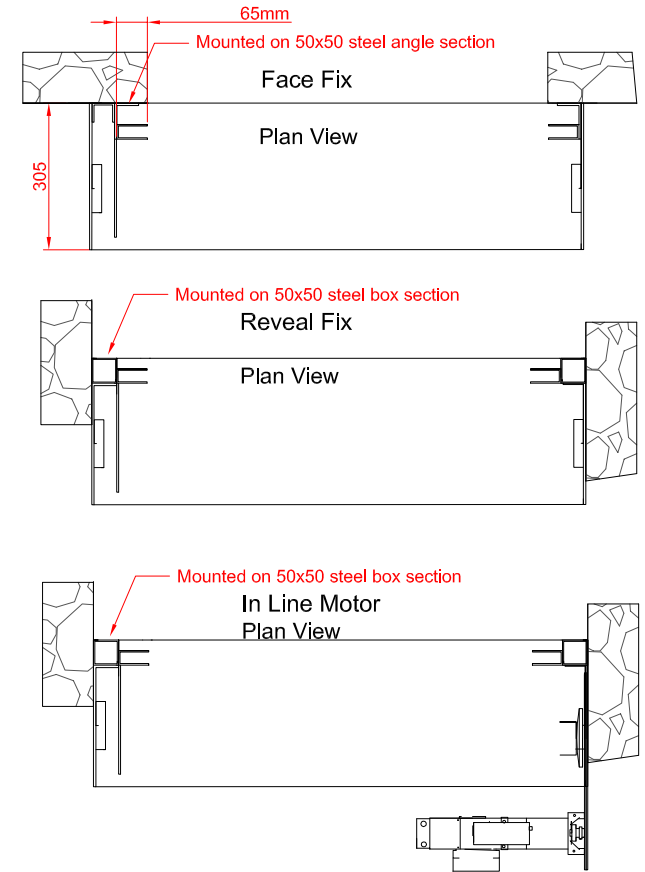 65mm
Mounted on 50x50 steel angle section
Face Fix
Plan View
305
Mounted on 50x50 steel box section
Reveal Fix
Plan View
Mounted on 50x50 steel box section
In Line Motor
Plan View